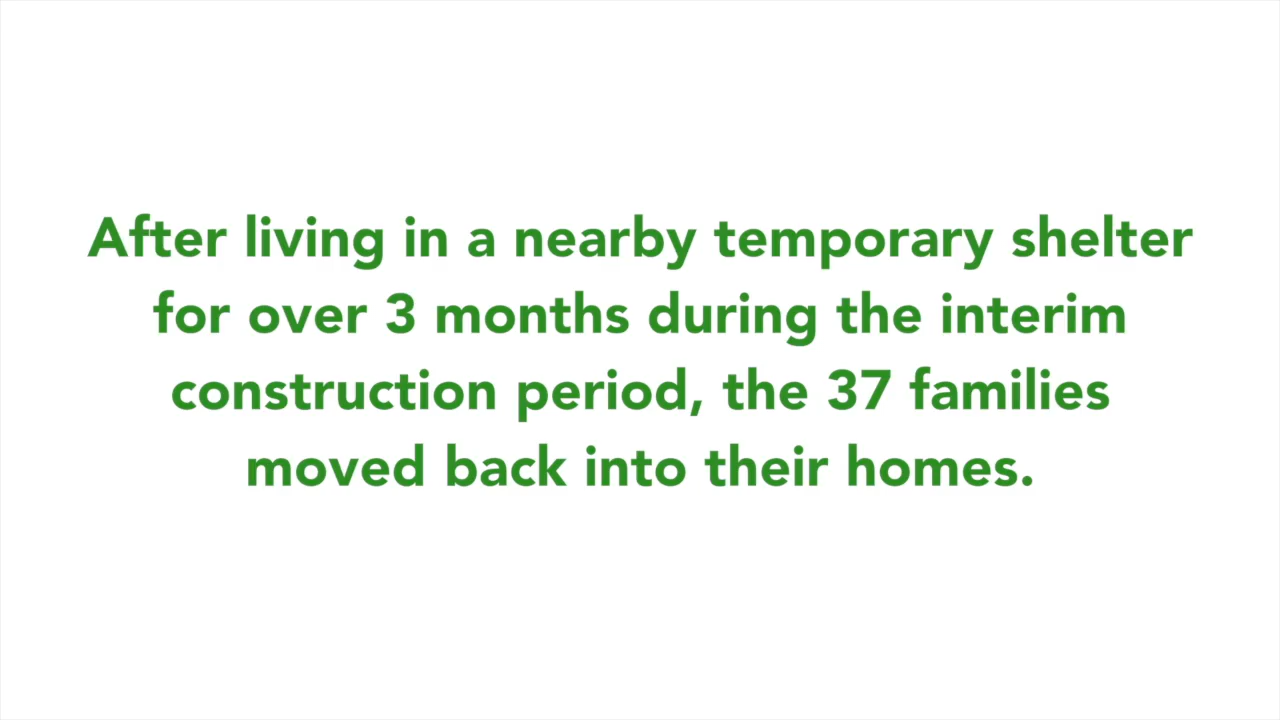 After living in a nearby temporary shelter
for over 3 months during the interim
construction period, the 37 families
moved back into their homes.